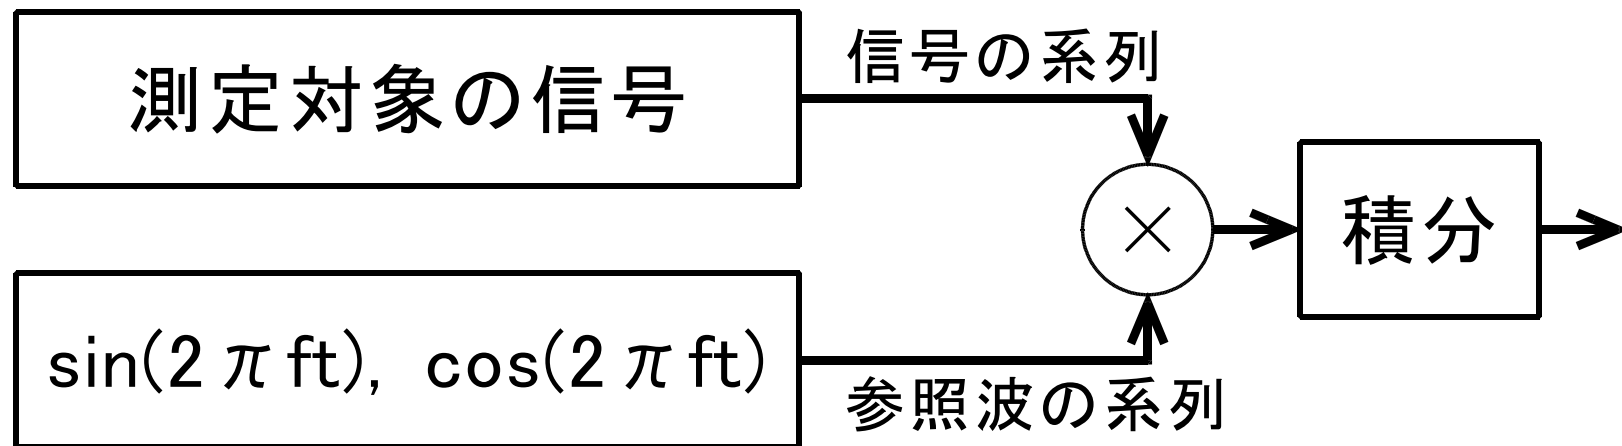 測定対象の信号
信号の系列
×
積分
sin(2πft), cos(2πft)
参照波の系列